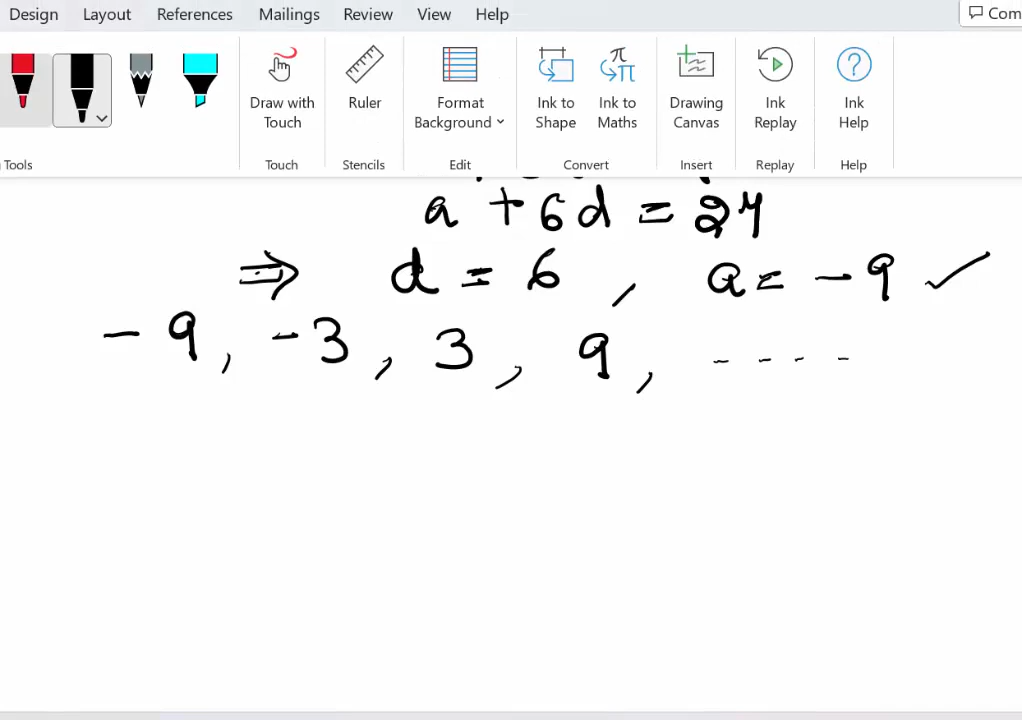 Design Layout References Mailings Review View Help Com
Draw with Touch Ruler Format Background Ink to Shape Ink to Maths Drawing Canvas Ink Replay Ink Help
Tools Touch Stencils Edit Convert Insert Replay Help
a + 6d = 24
⇒ d = 6 , a = -9 ✓
-9, -3, 3, 9, ----